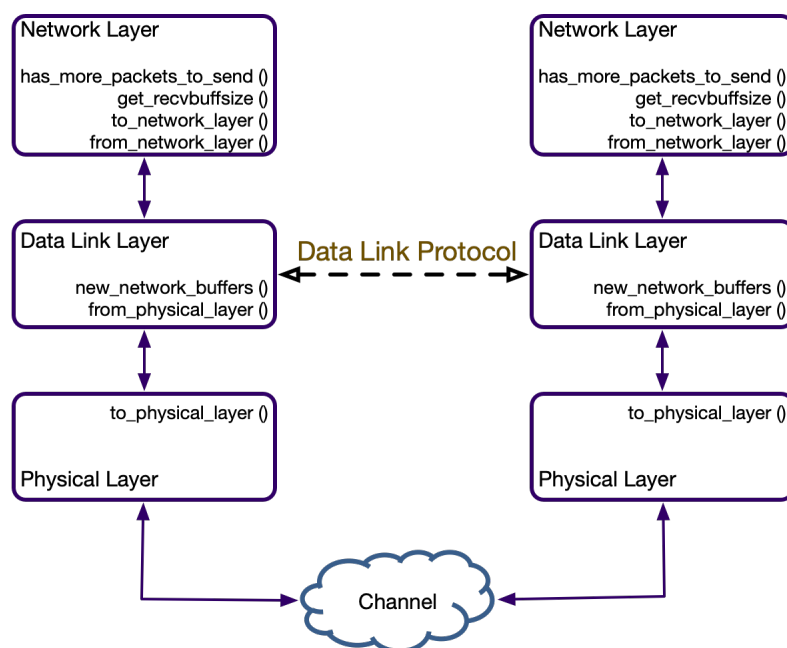 Network Layer
has_more_packets_to_send ()
get_recvbuffsize ()
to_network_layer ()
from_network_layer ()
Network Layer
has_more_packets_to_send ()
get_recvbuffsize ()
to_network_layer ()
from_network_layer ()
Data Link Layer
new_network_buffers ()
from_physical_layer ()
Data Link Protocol
Data Link Layer
new_network_buffers ()
from_physical_layer ()
to_physical_layer ()
Physical Layer
to_physical_layer ()
Physical Layer
Channel